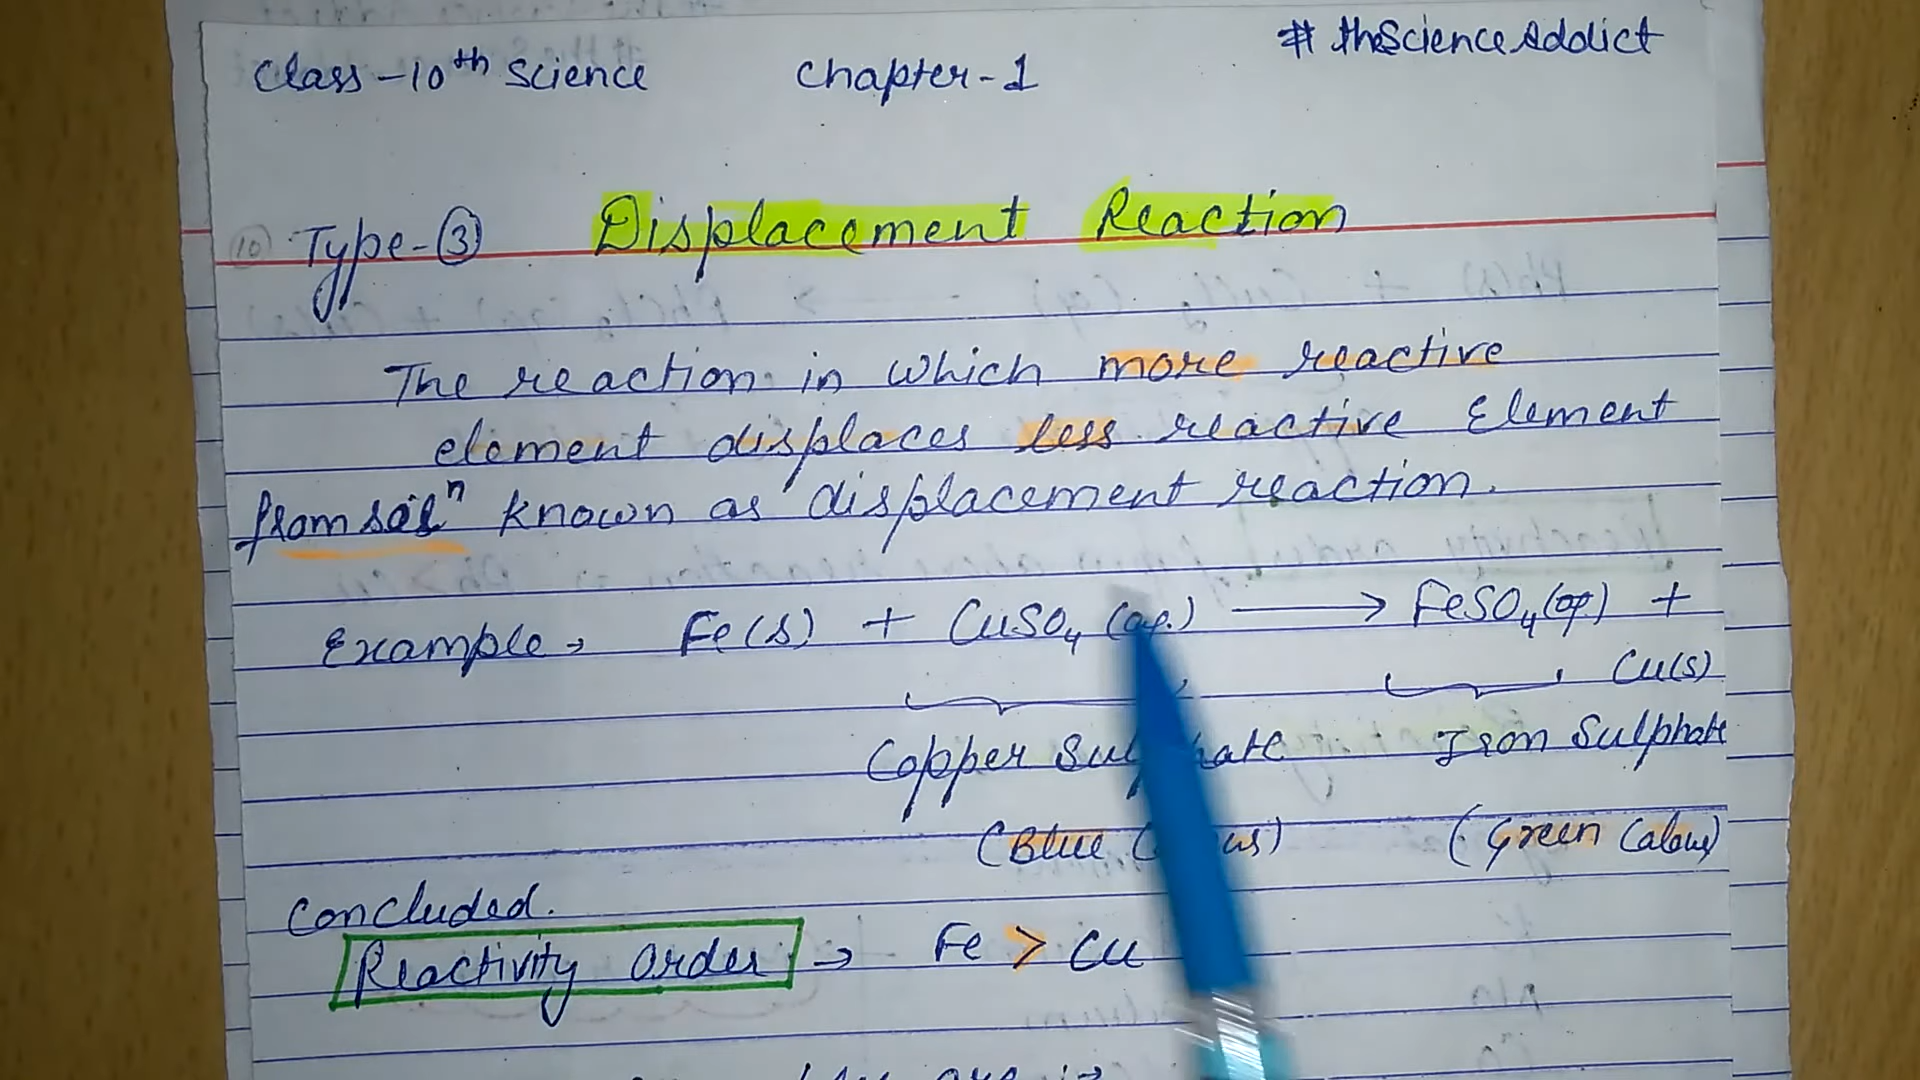 # theScience Addict
Class-10th Science Chapter-1
Type-③ Displacement Reaction
The reaction in which more reactive
element displaces less reactive Element
from solⁿ known as displacement reaction.
Example → Fe(s) + CuSO₄ (aq.) ⟶ FeSO₄(aq) +
Cu(s)
Copper Sulphate Iron Sulphate
(Blue (Green Colour)
Concluded.
Reactivity order → Fe > Cu